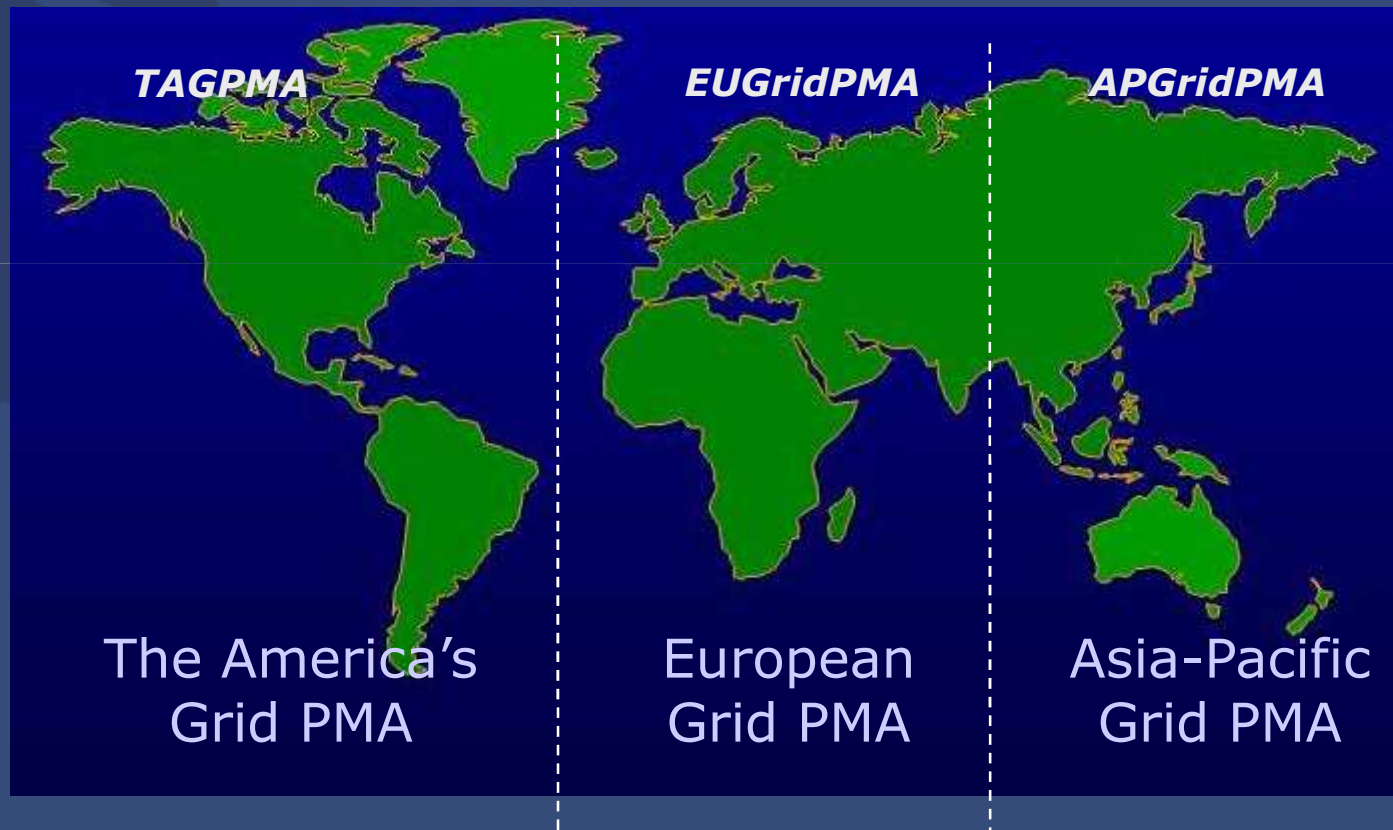 TAGPMA
EUGridPMA
APGridPMA
The America’s
Grid PMA
European
Grid PMA
Asia-Pacific
Grid PMA